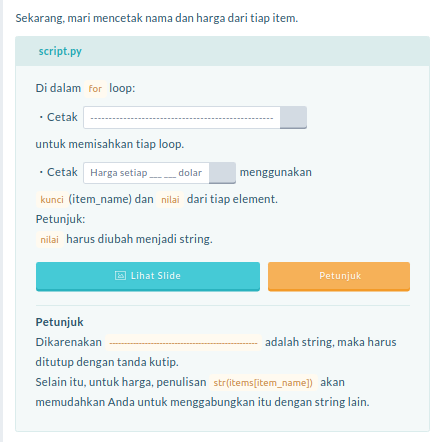 Sekarang, mari mencetak nama dan harga dari tiap item.
script.py
Di dalam for loop:
· Cetak --------------------------------------------------
untuk memisahkan tiap loop.
· Cetak Harga setiap ___ ___ dolar menggunakan
kunci (item_name) dan nilai dari tiap element.
Petunjuk:
nilai harus diubah menjadi string.
Lihat Slide
Petunjuk
Petunjuk
Dikarenakan -------------------------------------------------- adalah string, maka harus
ditutup dengan tanda kutip.
Selain itu, untuk harga, penulisan str(items[item_name]) akan
memudahkan Anda untuk menggabungkan itu dengan string lain.